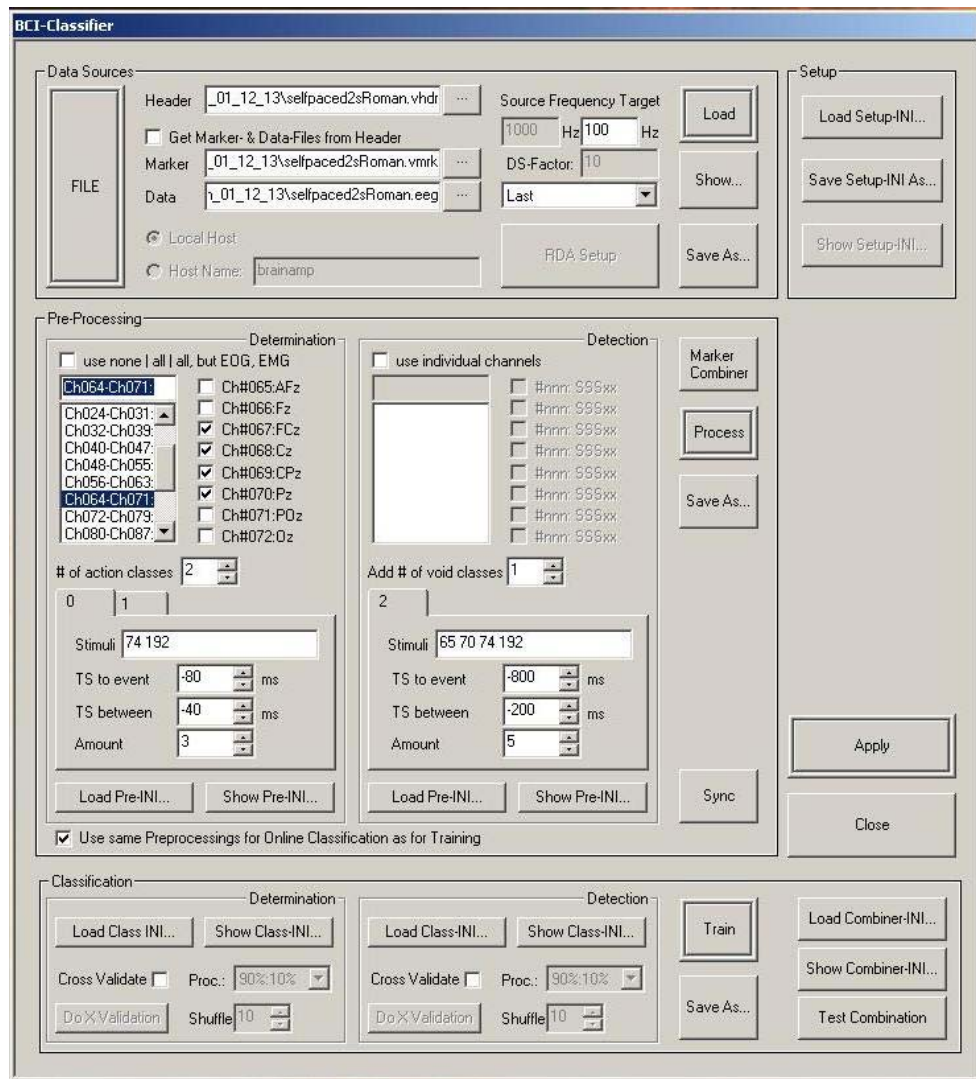 BCI-Classifier
Data Sources
FILE
Header _01_12_13\selfpaced2sRoman.vhdr ...
Get Marker- & Data-Files from Header
Marker _01_12_13\selfpaced2sRoman.vmrk ...
Data _01_12_13\selfpaced2sRoman.eeg ...
Local Host
Host Name: brainamp
Source Frequency Target
1000 Hz 100 Hz
DS-Factor: 10
Last
RDA Setup
Load
Show...
Save As...
Setup
Load Setup-INI...
Save Setup-INI As...
Show Setup-INI...
Pre-Processing
Determination
use none | all | all, but EOG, EMG
Ch064-Ch071:
Ch024-Ch031:
Ch032-Ch039:
Ch040-Ch047:
Ch048-Ch055:
Ch056-Ch063:
Ch064-Ch071:
Ch072-Ch079:
Ch080-Ch087:
Ch#065:AFz
Ch#066:Fz
Ch#067:FCz
Ch#068:Cz
Ch#069:CPz
Ch#070:Pz
Ch#071:POz
Ch#072:Oz
# of action classes 2
0 1
Stimuli 74 192
TS to event -80 ms
TS between -40 ms
Amount 3
Load Pre-INI... Show Pre-INI...
Detection
use individual channels
#nnn: SSSxx
#nnn: SSSxx
#nnn: SSSxx
#nnn: SSSxx
#nnn: SSSxx
#nnn: SSSxx
#nnn: SSSxx
#nnn: SSSxx
Add # of void classes 1
2
Stimuli 65 70 74 192
TS to event -800 ms
TS between -200 ms
Amount 5
Load Pre-INI... Show Pre-INI...
Marker
Combiner
Process
Save As...
Sync
Use same Preprocessings for Online Classification as for Training
Apply
Close
Classification
Determination
Load Class INI... Show Class-INI...
Cross Validate Proc.: 90%:10%
Do X Validation Shuffle 10
Detection
Load Class-INI... Show Class-INI...
Cross Validate Proc.: 90%:10%
Do X Validation Shuffle 10
Train
Save As...
Load Combiner-INI...
Show Combiner-INI...
Test Combination